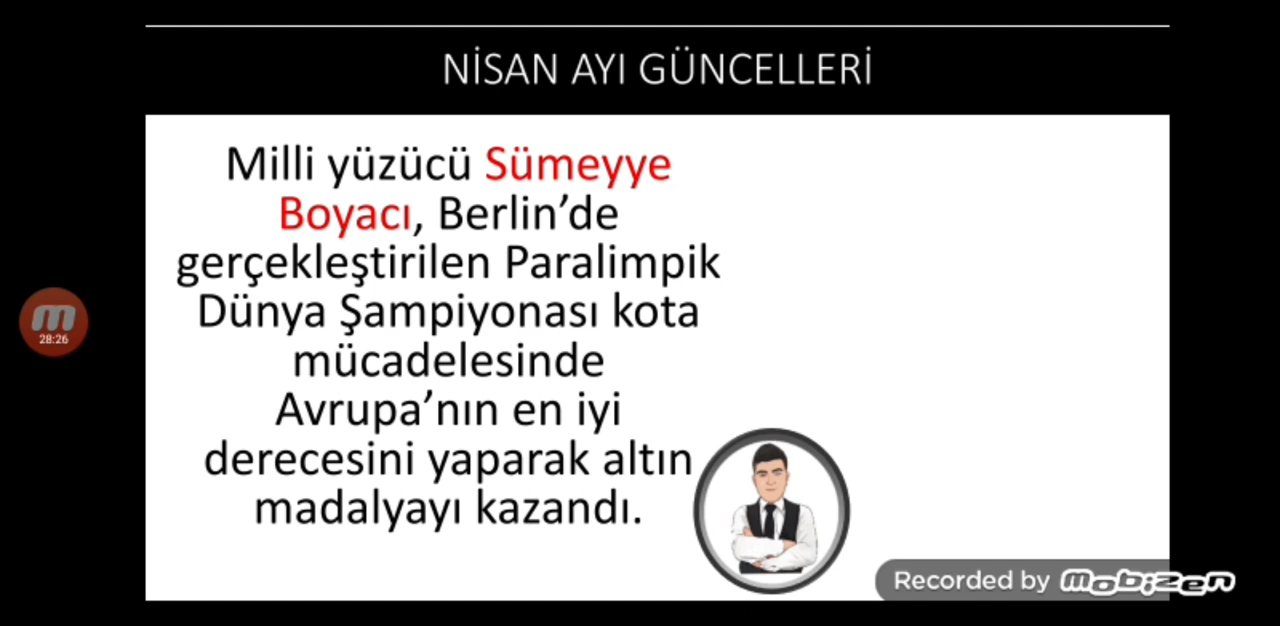 NİSAN AYI GÜNCELLERİ
Milli yüzücü Sümeyye
Boyacı, Berlin’de
gerçekleştirilen Paralimpik
Dünya Şampiyonası kota
mücadelesinde
Avrupa’nın en iyi
derecesini yaparak altın
madalyayı kazandı.
m
28:26
Recorded by mobizen